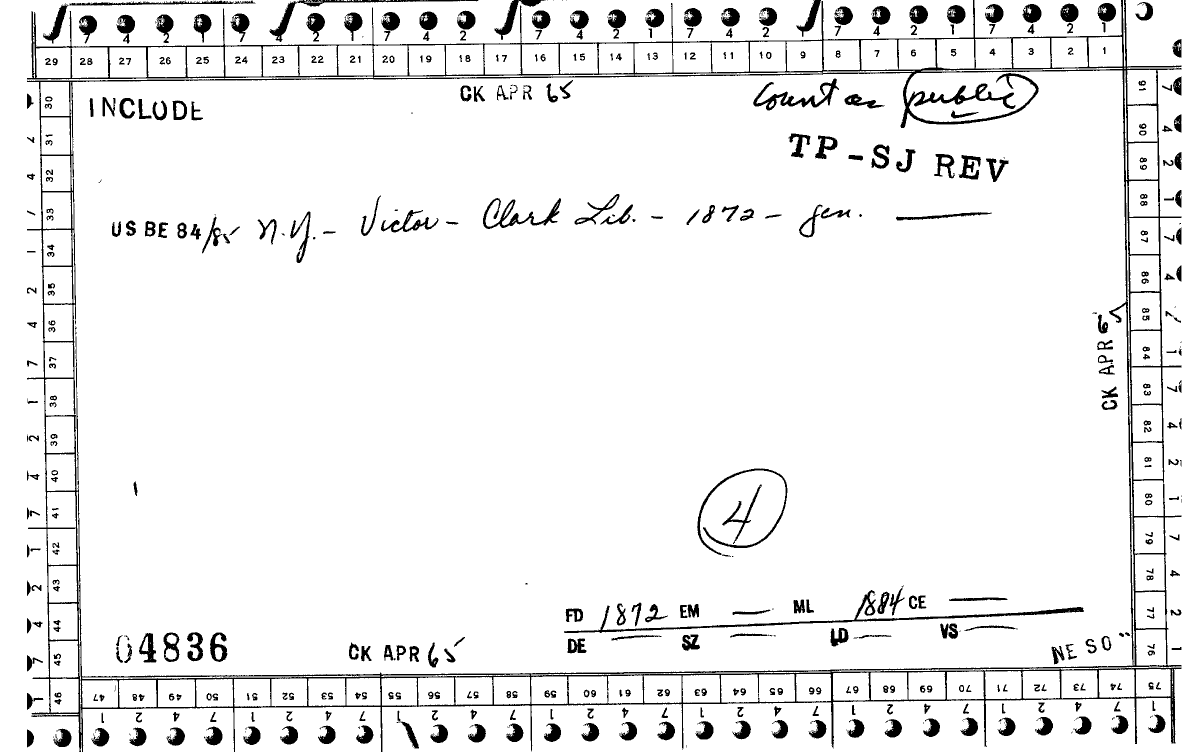 7 4 2 1 7 4 2 1 7 4 2 1 7 4 2 1 7 4 2 1 7 4 2 1 7 4 2 1
29 28 27 26 25 24 23 22 21 20 19 18 17 16 15 14 13 12 11 10 9 8 7 6 5 4 3 2 1
INCLUDE
CK APR 65
Count as public
TP-SJ REV
US BE 84/85 N.Y. - Victor - Clark Lib. - 1872 - gen. ———
CK APR 65
4
FD 1872 EM — ML 1884 CE —
DE — SZ — LD — VS —
04836
CK APR 65
NE SO"
30 31 32 33 34 35 36 37 38 39 40 41 42 43 44 45 46
91 90 89 88 87 86 85 84 83 82 81 80 79 78 77 76
47 48 49 50 51 52 53 54 55 56 57 58 59 60 61 62 63 64 65 66 67 68 69 70 71 72 73 74 75
1 2 4 7 1 2 4 7 1 2 4 7 1 2 4 7 1 2 4 7 1 2 4 7 1 2 4 7 1